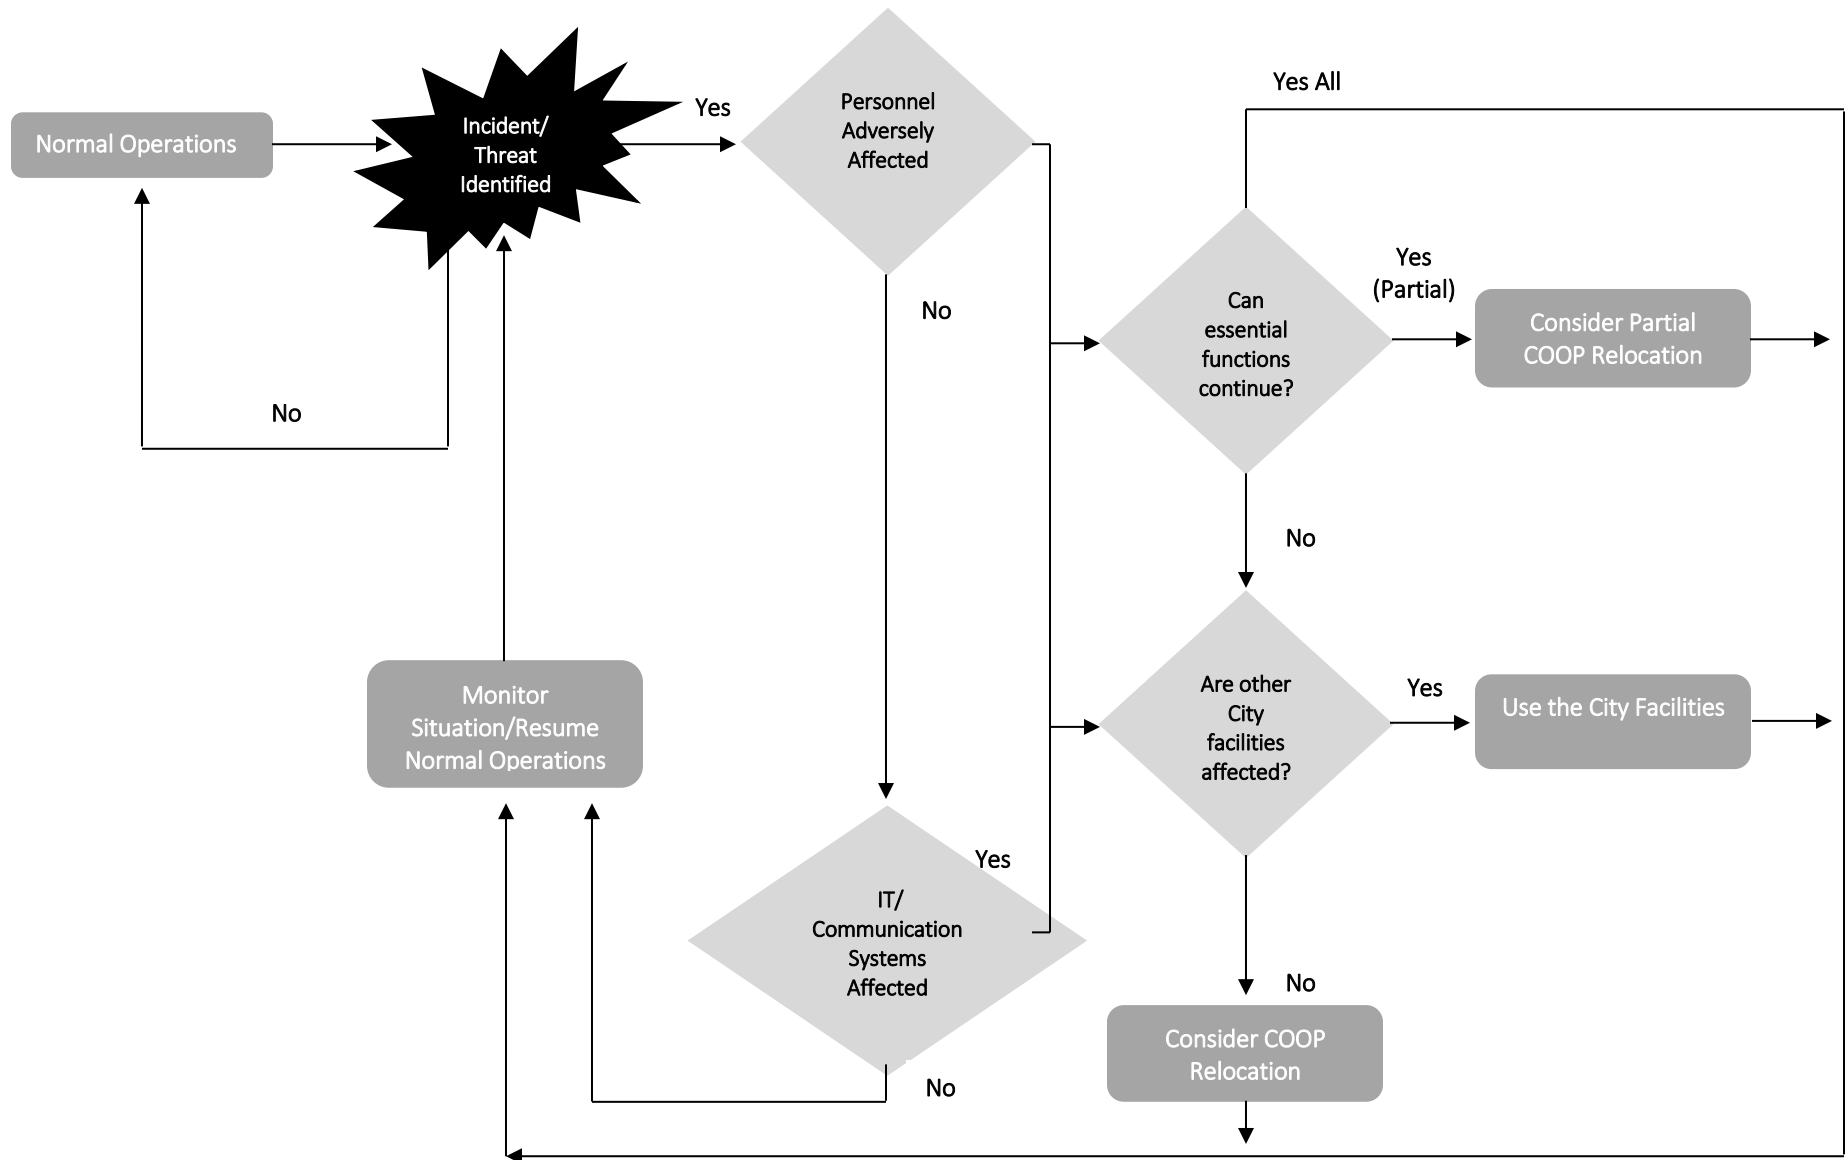 Yes All
Personnel
Adversely
Affected
Yes
Incident/
Threat
Identified
Normal Operations
Yes
(Partial)
No
Can
essential
functions
continue?
Consider Partial
COOP Relocation
No
No
Monitor
Situation/Resume
Normal Operations
Are other
City
facilities
affected?
Yes
Use the City Facilities
Yes
IT/
Communication
Systems
Affected
No
No
Consider COOP
Relocation